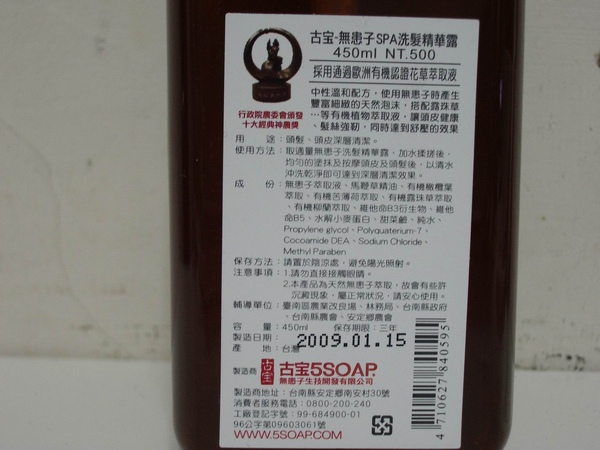 古宝-無患子SPA洗髮精華露
450ml NT.500
採用通過歐洲有機認證花草萃取液
行政院農委會頒發
十大經典神農獎
中性溫和配方,使用無患子時產生
豐富細緻的天然泡沫,搭配露珠草
…等有機植物萃取液,讓頭皮健康
、髮絲強韌,同時達到舒壓的效果
用　途:頭髮、頭皮深層清潔。
使用方法:取適量無患子洗髮精華露,加水揉搓後,
均勻的塗抹及按摩頭皮及頭髮後,以清水
沖洗乾淨即可達到深層清潔效果。
成　份:無患子萃取液、馬鞭草精油、有機橄欖葉
萃取、有機苦薄荷萃取、有機露珠草萃取
、有機柳蘭萃取、維他命B3衍生物、維他
命B5、水解小麥蛋白、甜菜鹼、純水、
Propylene glycol、Polyquaterium-7、
Cocoamide DEA、Sodium Chloride、
Methyl Paraben
保存方法:請置於陰涼處,避免陽光照射。
注意事項:1.請勿直接接觸眼睛。
2.本產品為天然無患子萃取,故會有些許
沉澱現象,屬正常狀況,請安心使用。
輔導單位:臺南區農業改良場、林務局、台南縣政府
、台南縣農會、安定鄉農會
容　量:450ml　保存期限:三年
製造日期:2009.01.15
產　地:台灣
製造商 古宝 古宝5SOAP
無患子生技開發有限公司
製造商地址:台南縣安定鄉南安村30號
消費者服務電話:0800-200-240
工廠登記字號:99-684900-01
96公字第09603061號
WWW.5SOAP.COM
4 710627 840595